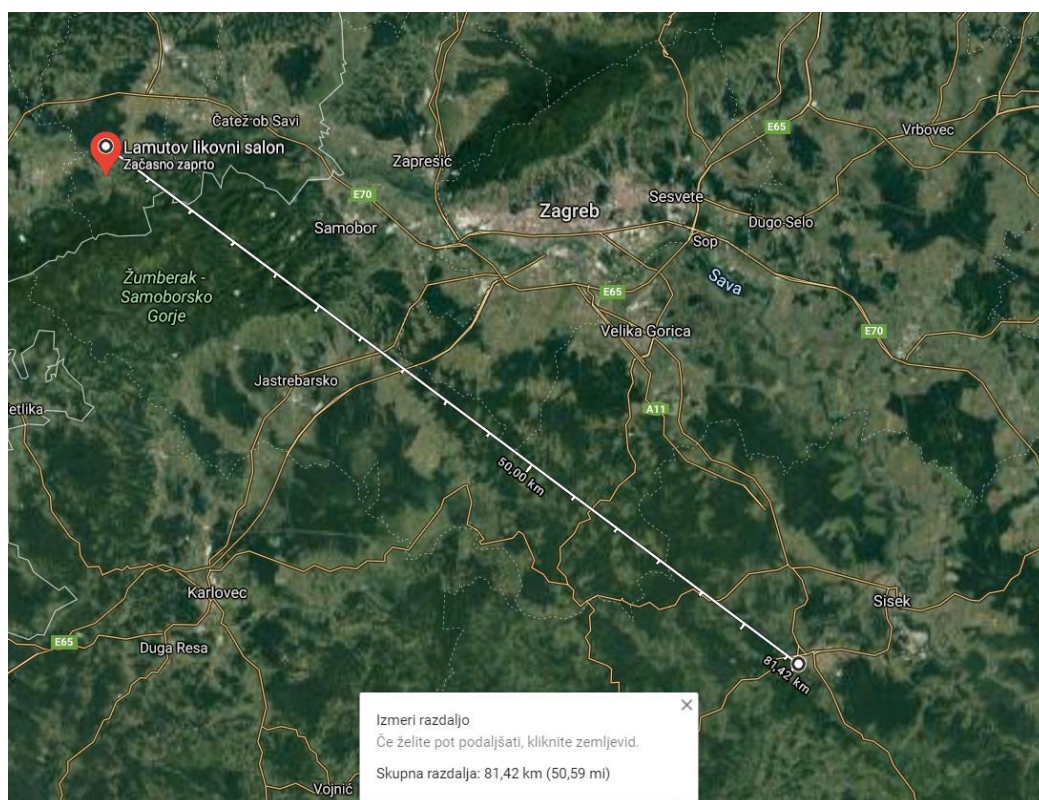 Čatež ob Savi
Lamutov likovni salon
Začasno zaprto
Zaprešić
E65
Vrbovec
E70
Samobor
Zagreb
Sesvete
Dugo Selo
Sop
Sava
Žumberak -
Samoborsko
Gorje
E65
Velika Gorica
E70
Jastrebarsko
etlika
A11
50,00 km
Karlovec
Sisek
E65
Duga Resa
81,42 km
Izmeri razdaljo
Če želite pot podaljšati, kliknite zemljevid.
Skupna razdalja: 81,42 km (50,59 mi)
Vojnić